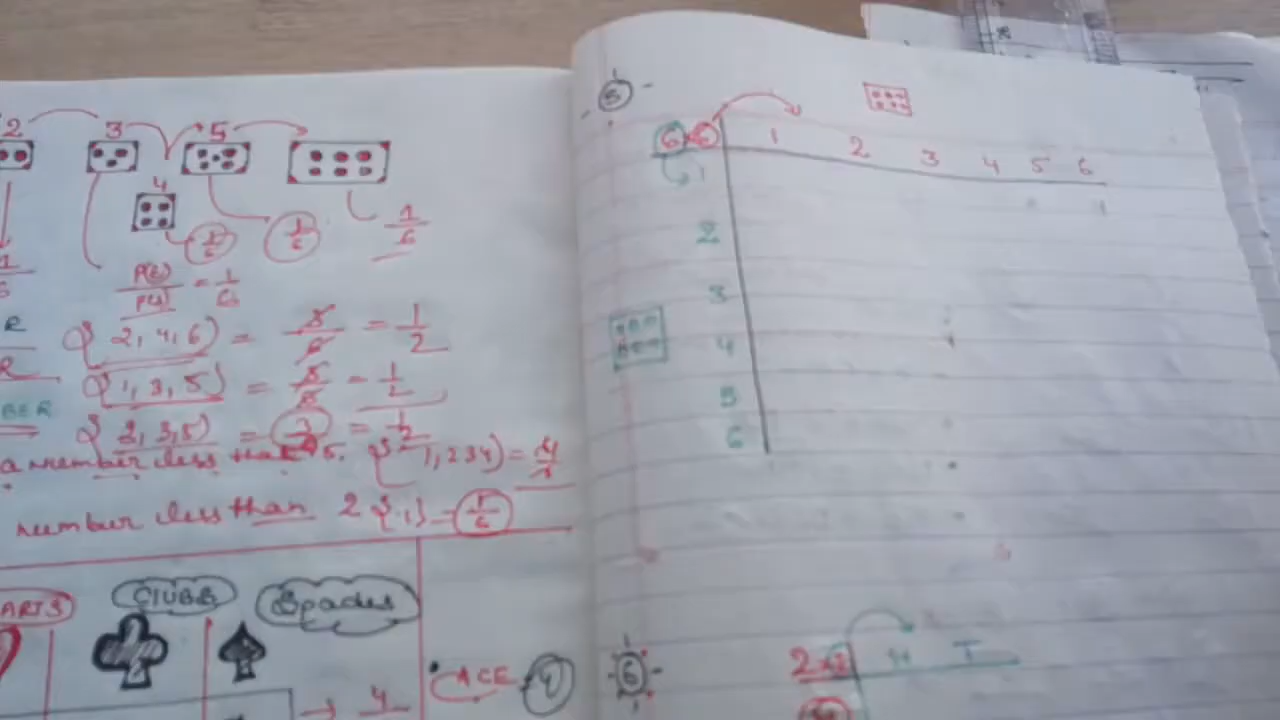 2 3 5
4
1/6
P(E)/P(S) = 1/6
{2, 4, 6} = 3/6 = 1/2
{1, 3, 5} = 3/6 = 1/2
BER {2, 3, 5} = 3/6 = 1/2
a number less than 5. {1, 2 3 4} = 4/6
number less than 2 {1} = 1/6
ARTS CLUBS Spades
ACE 4
5
6×6 1 2 3 4 5 6
1
2
3
4
5
6
6
2×2 H T